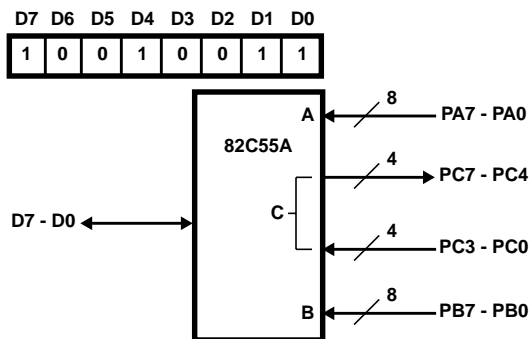 D7 D6 D5 D4 D3 D2 D1 D0
1 0 0 1 0 0 1 1
A
8
PA7 - PA0
82C55A
4
PC7 - PC4
C
D7 - D0
4
PC3 - PC0
B
8
PB7 - PB0